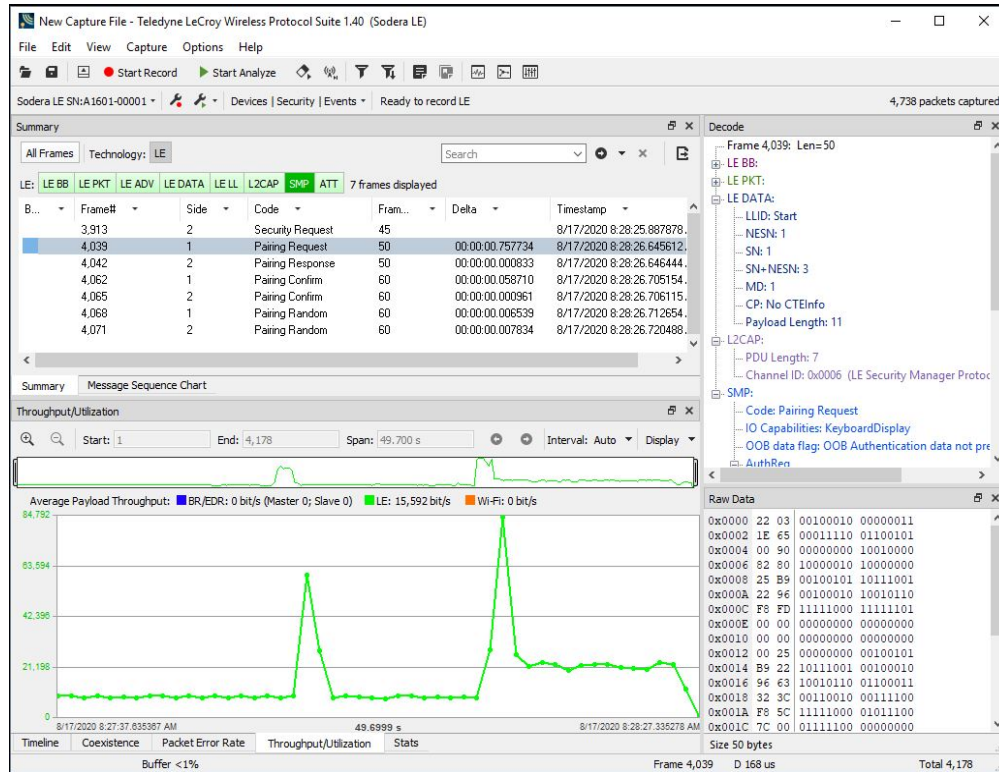 New Capture File - Teledyne LeCroy Wireless Protocol Suite 1.40 (Sodera LE)
File Edit View Capture Options Help
Start Record Start Analyze
Sodera LE SN:A1601-00001 Devices | Security | Events Ready to record LE 4,738 packets captured
Summary
All Frames Technology: LE Search
LE: LE BB LE PKT LE ADV LE DATA LE LL L2CAP SMP ATT 7 frames displayed
B... Frame# Side Code Fram... Delta Timestamp
3,913 2 Security Request 45 8/17/2020 8:28:25.887878.
4,039 1 Pairing Request 50 00:00:00.757734 8/17/2020 8:28:26.645612.
4,042 2 Pairing Response 50 00:00:00.000833 8/17/2020 8:28:26.646444.
4,062 1 Pairing Confirm 60 00:00:00.058710 8/17/2020 8:28:26.705154.
4,065 2 Pairing Confirm 60 00:00:00.000961 8/17/2020 8:28:26.706115.
4,068 1 Pairing Random 60 00:00:00.006539 8/17/2020 8:28:26.712654.
4,071 2 Pairing Random 60 00:00:00.007834 8/17/2020 8:28:26.720488.
Summary Message Sequence Chart
Throughput/Utilization
Start: 1 End: 4,178 Span: 49.700 s Interval: Auto Display
Average Payload Throughput: BR/EDR: 0 bit/s (Master 0; Slave 0) LE: 15,592 bit/s Wi-Fi: 0 bit/s
84,792
63,594
42,396
21,198
0
8/17/2020 8:27:37.635367 AM 49.6999 s 8/17/2020 8:28:27.335278 AM
Timeline Coexistence Packet Error Rate Throughput/Utilization Stats
Decode
Frame 4,039: Len=50
LE BB:
LE PKT:
LE DATA:
LLID: Start
NESN: 1
SN: 1
SN+NESN: 3
MD: 1
CP: No CTEInfo
Payload Length: 11
L2CAP:
PDU Length: 7
Channel ID: 0x0006 (LE Security Manager Protoc
SMP:
Code: Pairing Request
IO Capabilities: KeyboardDisplay
OOB data flag: OOB Authentication data not pre
AuthReq
Raw Data
0x0000 22 03 00100010 00000011
0x0002 1E 65 00011110 01100101
0x0004 00 90 00000000 10010000
0x0006 82 80 10000010 10000000
0x0008 25 B9 00100101 10111001
0x000A 22 96 00100010 10010110
0x000C F8 FD 11111000 11111101
0x000E 00 00 00000000 00000000
0x0010 00 00 00000000 00000000
0x0012 00 25 00000000 00100101
0x0014 B9 22 10111001 00100010
0x0016 96 63 10010110 01100011
0x0018 32 3C 00110010 00111100
0x001A F8 5C 11111000 01011100
0x001C 7C 00 01111100 00000000
Size 50 bytes
Buffer <1% Frame 4,039 D 168 us Total 4,178